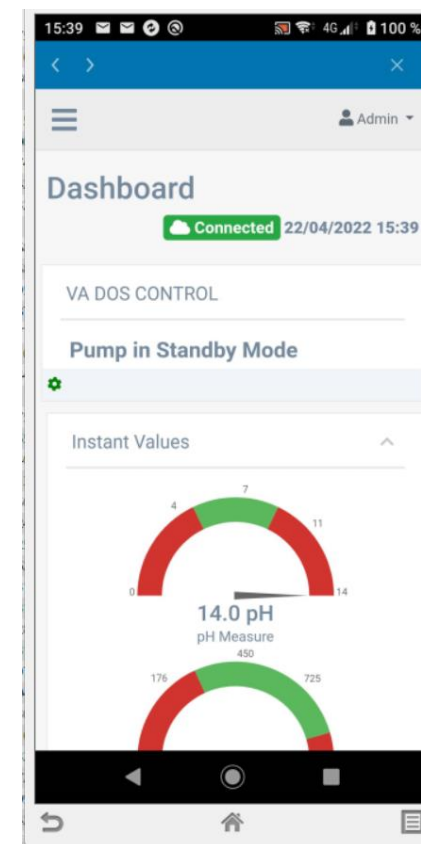 15:39 4G 100 %
Admin
Dashboard
Connected 22/04/2022 15:39
VA DOS CONTROL
Pump in Standby Mode
Instant Values
7
4
11
0
14
14.0 pH
pH Measure
450
176
725